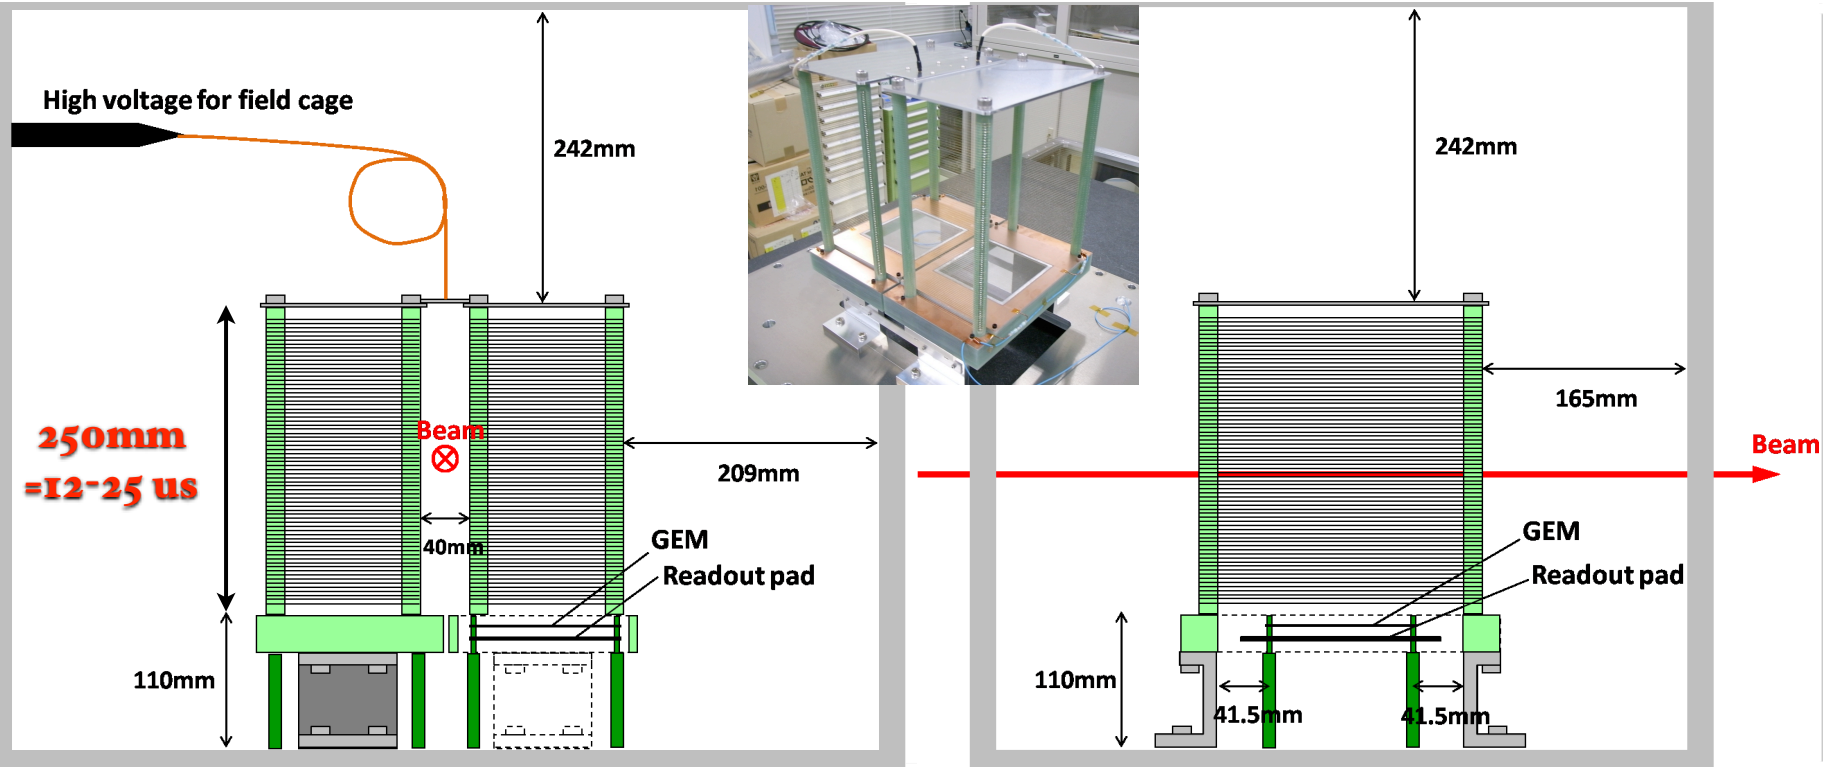 High voltage for field cage
242mm
250mm
=12-25 us
Beam
209mm
40mm
GEM
Readout pad
110mm
242mm
165mm
Beam
GEM
Readout pad
110mm
41.5mm
41.5mm